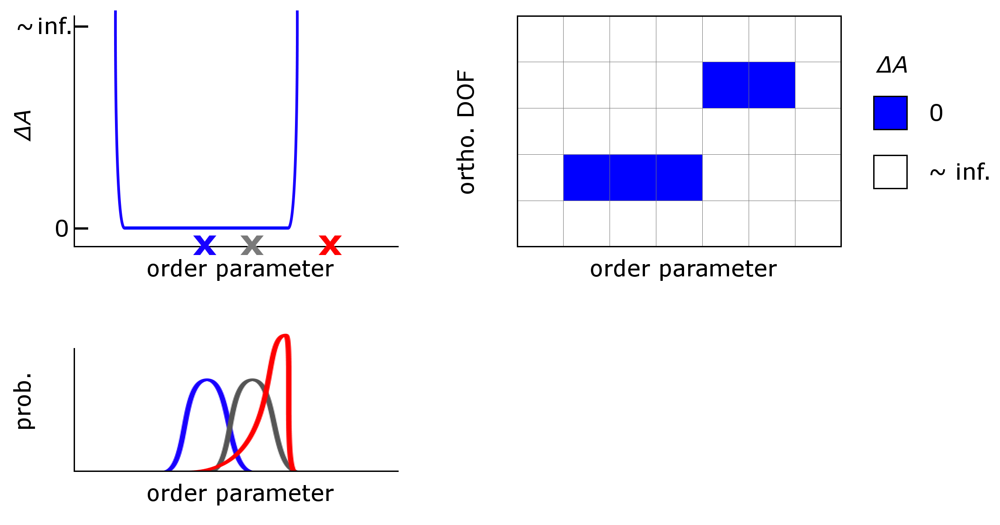 ~ inf.
ΔA
0
x x x
order parameter
ortho. DOF
order parameter
ΔA
0
~ inf.
prob.
order parameter